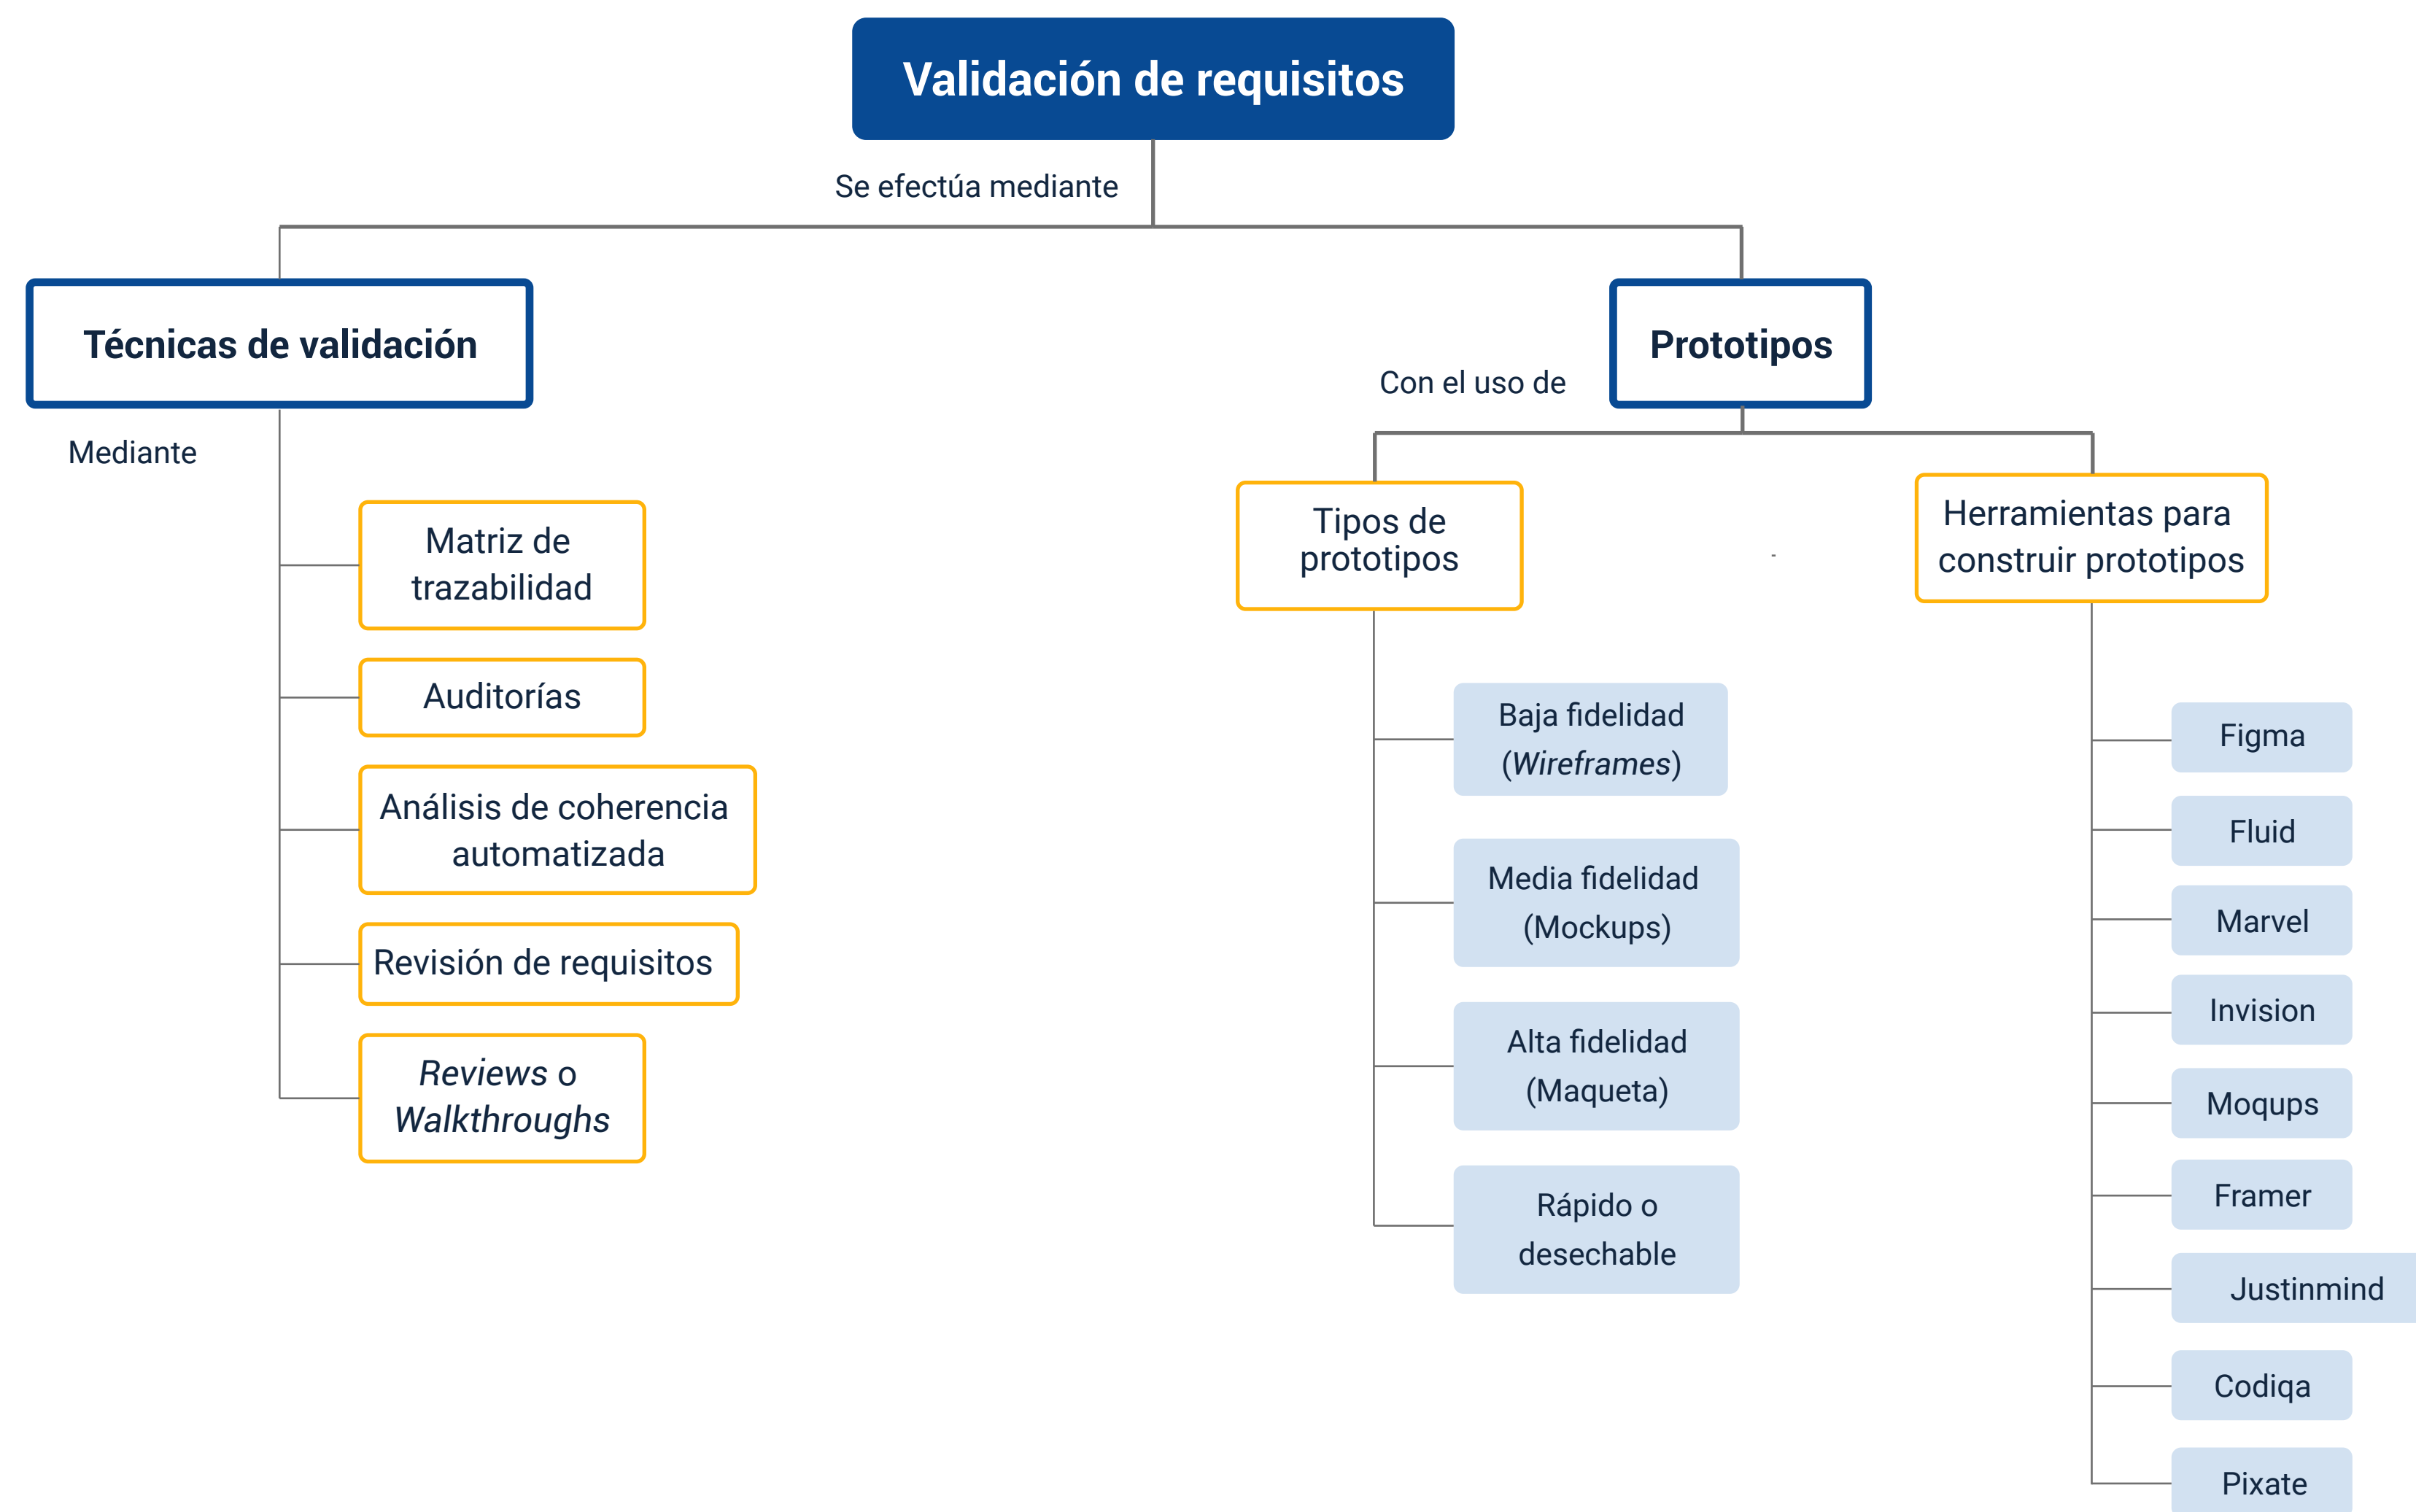 Validación de requisitos
Se efectúa mediante
Técnicas de validación
Mediante
Matriz de
trazabilidad
Auditorías
Análisis de coherencia
automatizada
Revisión de requisitos
Reviews o
Walkthroughs
Prototipos
Con el uso de
Tipos de
prototipos
Baja fidelidad
(Wireframes)
Media fidelidad
(Mockups)
Alta fidelidad
(Maqueta)
Rápido o
desechable
-
Herramientas para
construir prototipos
Figma
Fluid
Marvel
Invision
Moqups
Framer
Justinmind
Codiqa
Pixate